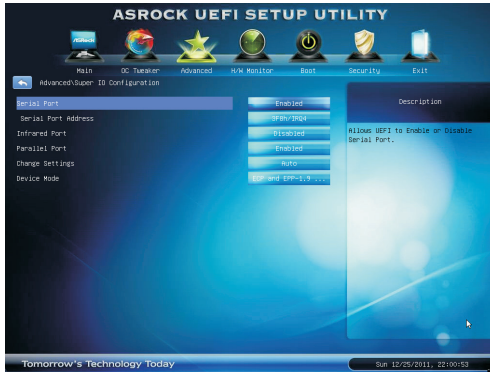 ASROCK UEFI SETUP UTILITY
ASRock
Main OC Tweaker Advanced H/W Monitor Boot Security Exit
Advanced\Super IO Configuration
Description
Serial Port Enabled
Serial Port Address 3F8h/IRQ4
Infrared Port Disabled
Parallel Port Enabled
Change Settings Auto
Device Mode ECP and EPP-1.9 ...
Allows UEFI to Enable or Disable
Serial Port.
Tomorrow's Technology Today
Sun 12/25/2011, 22:00:53